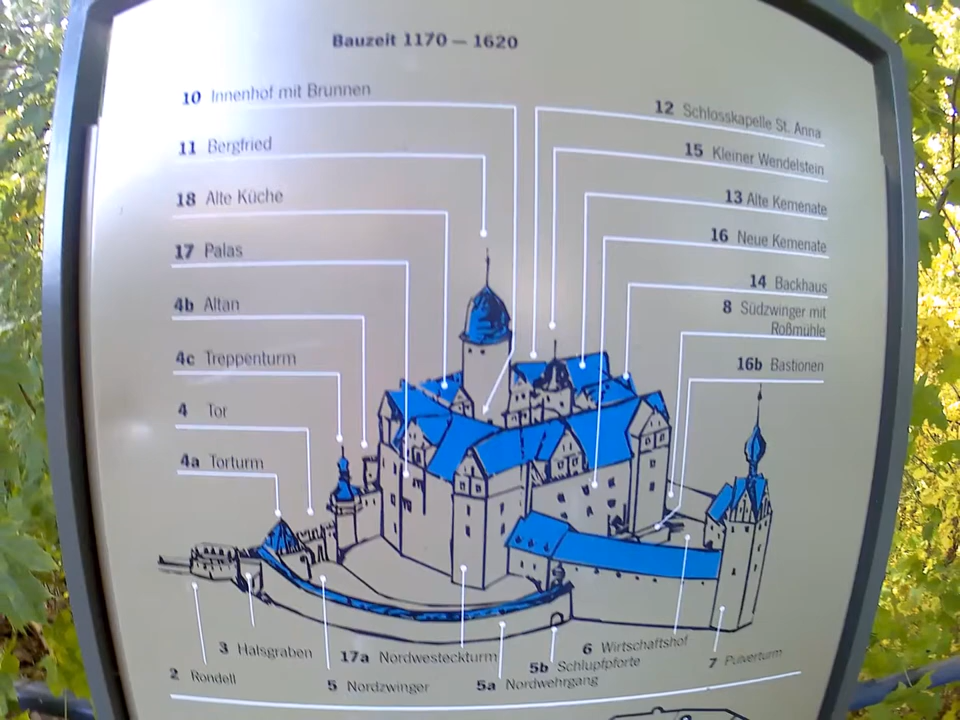 Bauzeit 1170 — 1620
10 Innenhof mit Brunnen
11 Bergfried
18 Alte Küche
17 Palas
4b Altan
4c Treppenturm
4 Tor
4a Torturm
12 Schlosskapelle St. Anna
15 Kleiner Wendelstein
13 Alte Kemenate
16 Neue Kemenate
14 Backhaus
8 Südzwinger mit
Roßmühle
16b Bastionen
2 Rondell
3 Halsgraben
5 Nordzwinger
17a Nordwesteckturm
5a Nordwehrgang
5b Schlupfpforte
6 Wirtschaftshof
7 Pulverturm